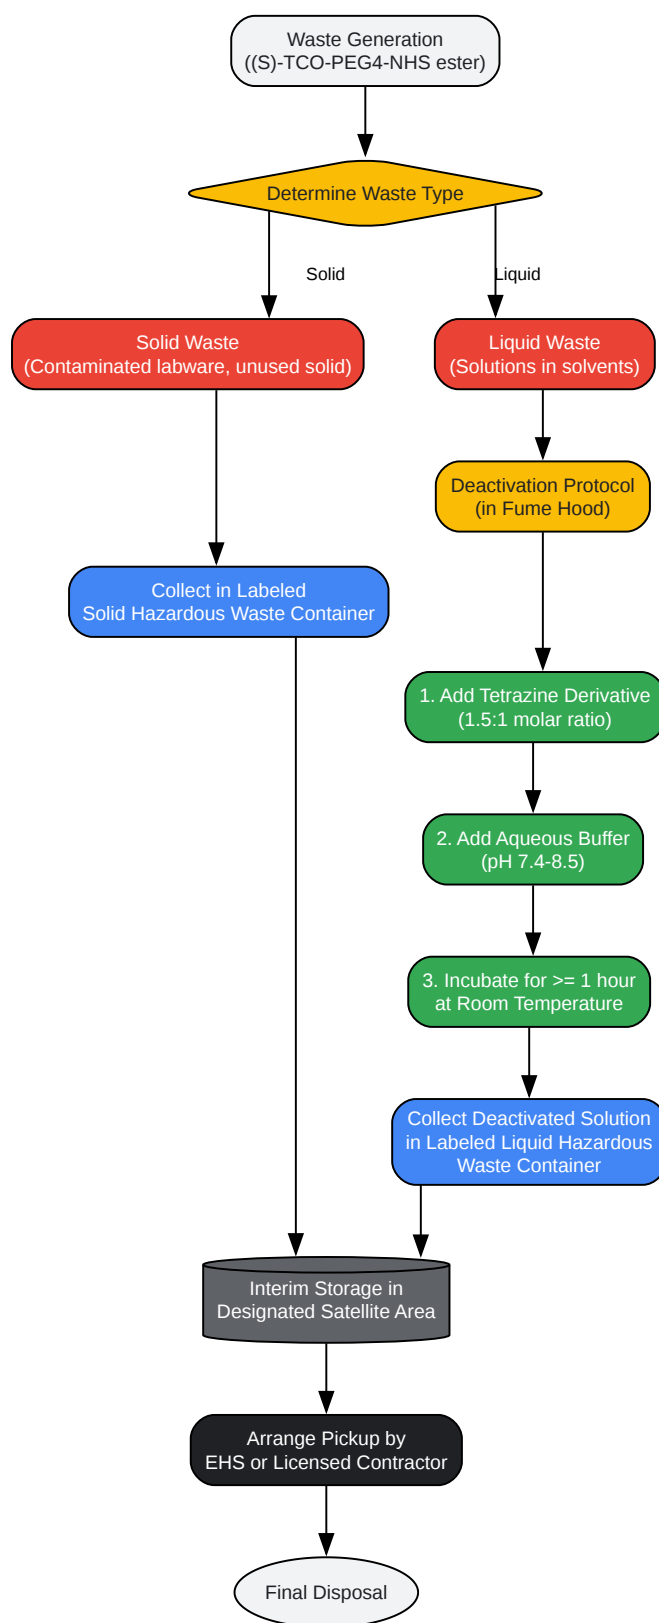 Waste Generation
((S)-TCO-PEG4-NHS ester)
Determine Waste Type
Solid
Liquid
Solid Waste
(Contaminated labware, unused solid)
Liquid Waste
(Solutions in solvents)
Deactivation Protocol
(in Fume Hood)
Collect in Labeled
Solid Hazardous Waste Container
1. Add Tetrazine Derivative
(1.5:1 molar ratio)
2. Add Aqueous Buffer
(pH 7.4-8.5)
3. Incubate for >= 1 hour
at Room Temperature
Collect Deactivated Solution
in Labeled Liquid Hazardous
Waste Container
Interim Storage in
Designated Satellite Area
Arrange Pickup by
EHS or Licensed Contractor
Final Disposal